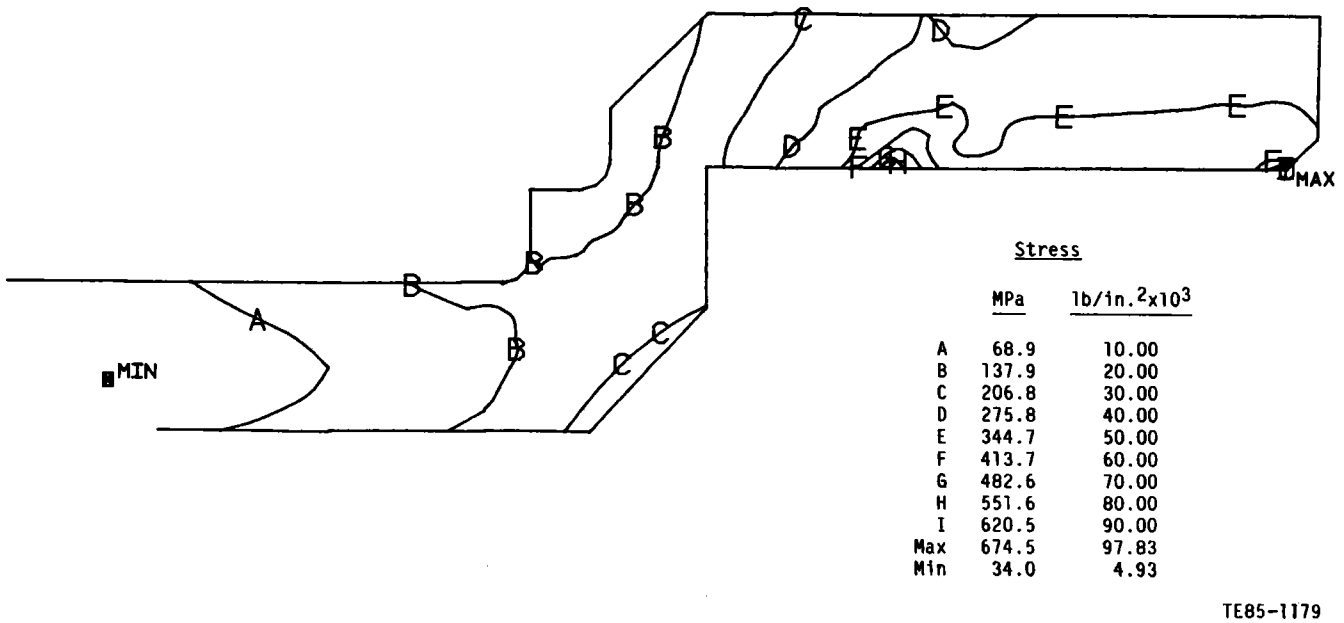 C
D
E
E
E
B
E
D
F
H
F
MAX
B
B
B
A
B
C
C
MIN
Stress
MPa lb/in.²x10³
A 68.9 10.00
B 137.9 20.00
C 206.8 30.00
D 275.8 40.00
E 344.7 50.00
F 413.7 60.00
G 482.6 70.00
H 551.6 80.00
I 620.5 90.00
Max 674.5 97.83
Min 34.0 4.93
TE85-1179